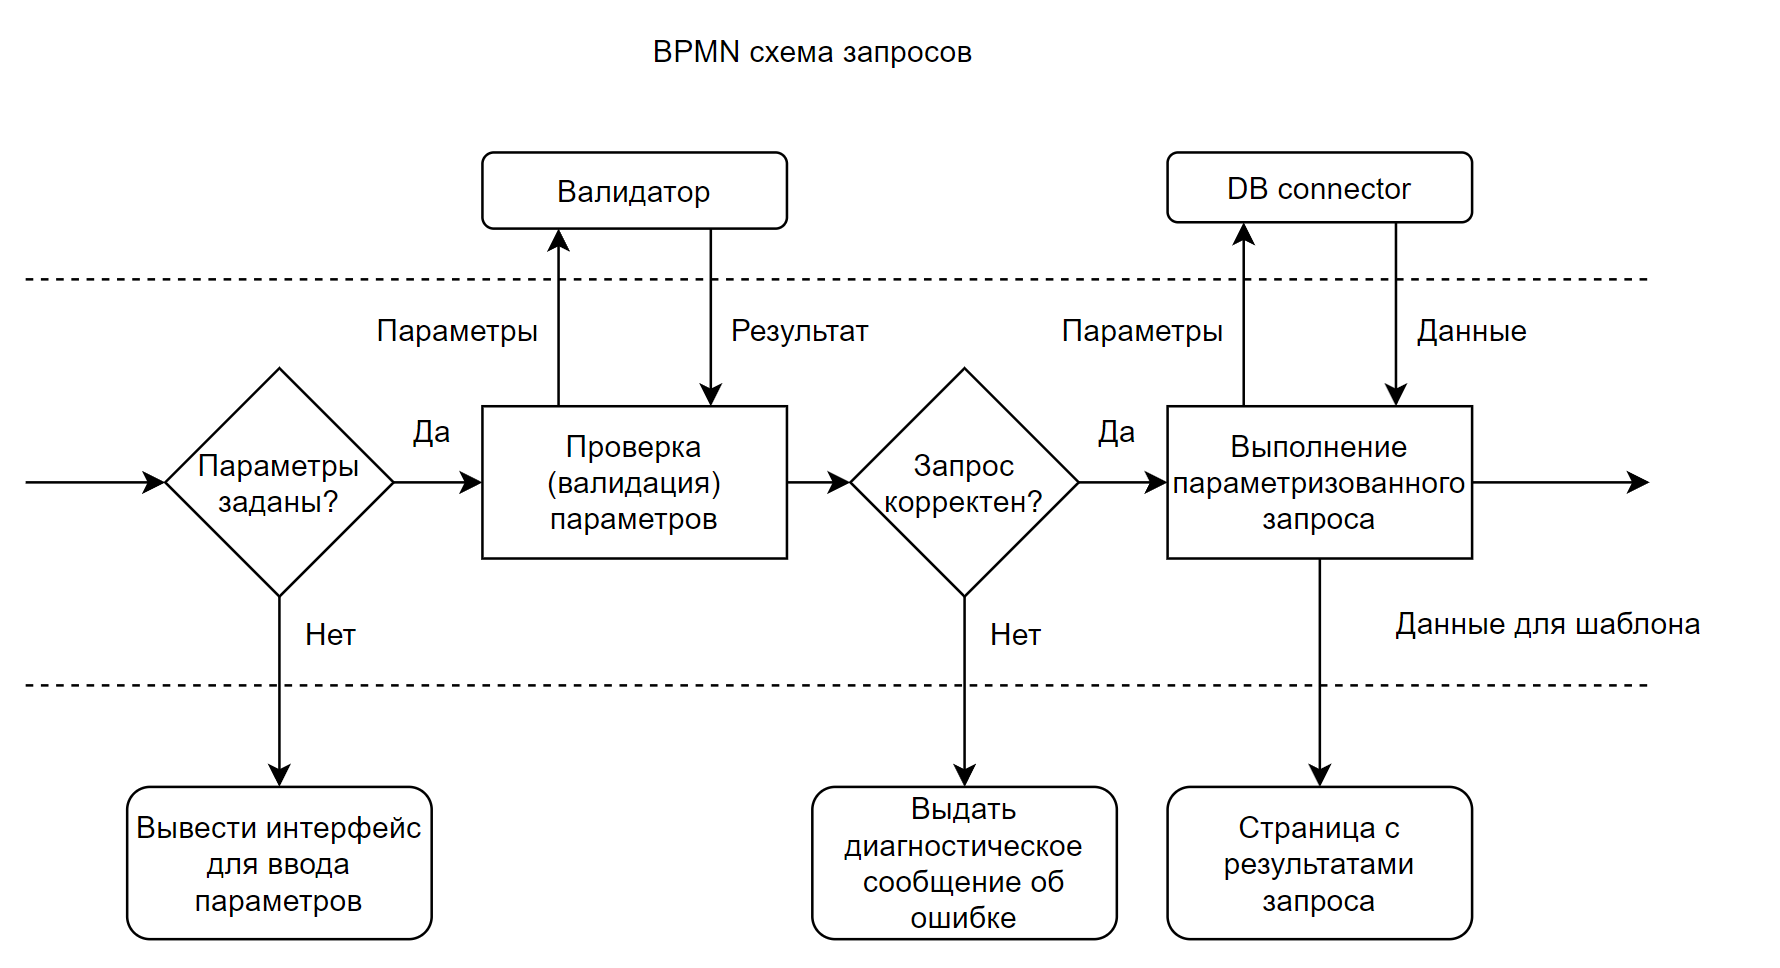 BPMN схема запросов
Валидатор
DB connector
Параметры
Результат
Параметры
Данные
Параметры
заданы?
Да
Проверка
(валидация)
параметров
Запрос
корректен?
Да
Выполнение
параметризованного
запроса
Нет
Нет
Данные для шаблона
Вывести интерфейс
для ввода
параметров
Выдать
диагностическое
сообщение об
ошибке
Страница с
результатами
запроса